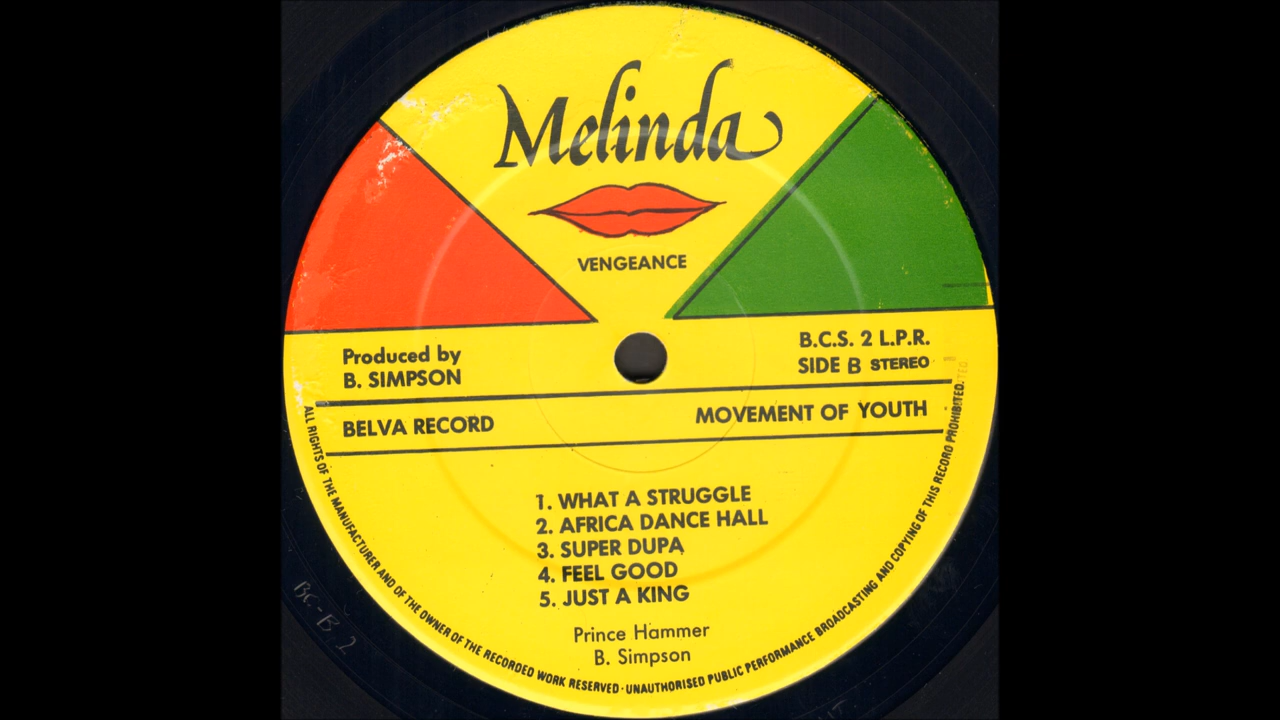 Melinda
VENGEANCE
Produced by
B. SIMPSON
B.C.S. 2 L.P.R.
SIDE B STEREO
BELVA RECORD
MOVEMENT OF YOUTH
1. WHAT A STRUGGLE
2. AFRICA DANCE HALL
3. SUPER DUPA
4. FEEL GOOD
5. JUST A KING
Prince Hammer
B. Simpson
ALL RIGHTS OF THE MANUFACTURER AND OF THE OWNER OF THE RECORDED WORK RESERVED · UNAUTHORISED PUBLIC PERFORMANCE BROADCASTING AND COPYING OF THIS RECORD PROHIBITED.
BC-B 2